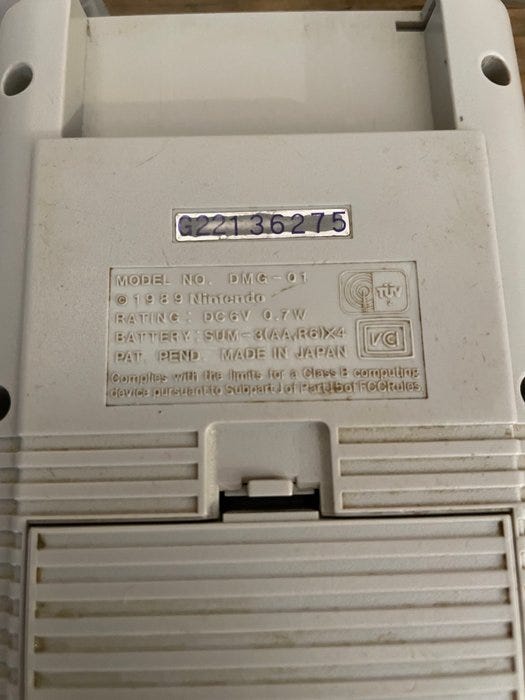 G22136275
MODEL NO. DMG-01
© 1989 Nintendo
RATING: DC6V 0.7W
BATTERY: SUM-3(AA,R6)X4
PAT. PEND. MADE IN JAPAN
TÜV
VCI
Complies with the limits for a Class B computing
device pursuant to Subpart J of Part 15 of FCC Rules.